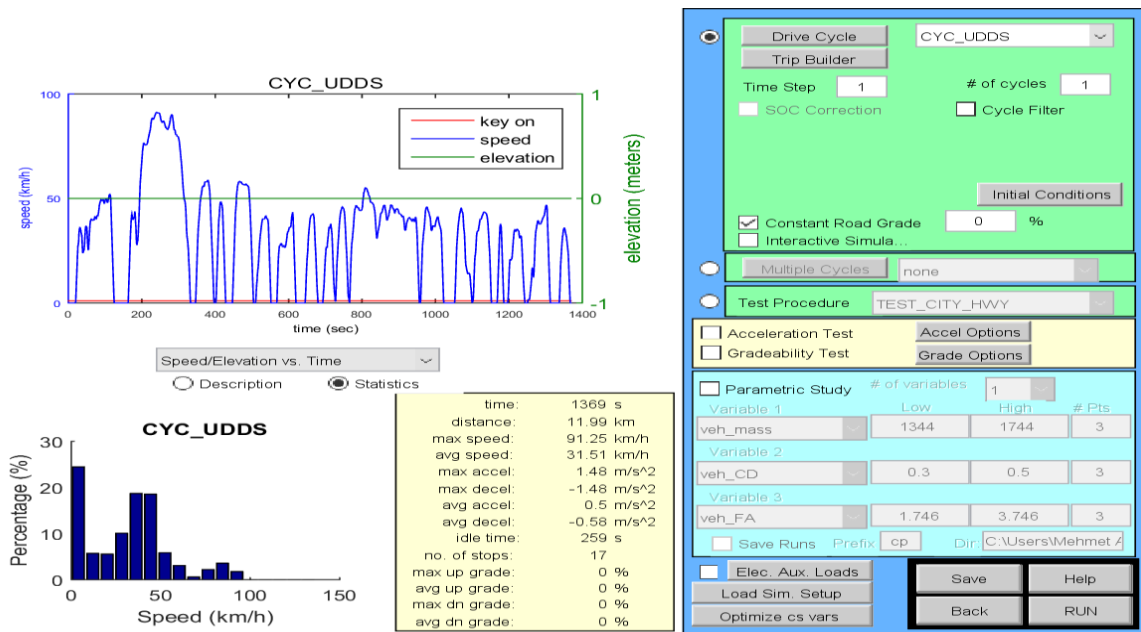 CYC_UDDS
100
50
0
speed (km/h)
key on
speed
elevation
1
0
-1
elevation (meters)
0 200 400 600 800 1000 1200 1400
time (sec)
Speed/Elevation vs. Time
Description Statistics
CYC_UDDS
30
20
10
0
Percentage (%)
0 50 100 150
Speed (km/h)
time: 1369 s
distance: 11.99 km
max speed: 91.25 km/h
avg speed: 31.51 km/h
max accel: 1.48 m/s^2
max decel: -1.48 m/s^2
avg accel: 0.5 m/s^2
avg decel: -0.58 m/s^2
idle time: 259 s
no. of stops: 17
max up grade: 0 %
avg up grade: 0 %
max dn grade: 0 %
avg dn grade: 0 %
Drive Cycle CYC_UDDS
Trip Builder
Time Step 1 # of cycles 1
SOC Correction Cycle Filter
Initial Conditions
Constant Road Grade 0 %
Interactive Simula...
Multiple Cycles none
Test Procedure TEST_CITY_HWY
Acceleration Test Accel Options
Gradeability Test Grade Options
Parametric Study # of variables 1
Variable 1 Low High # Pts
veh_mass 1344 1744 3
Variable 2
veh_CD 0.3 0.5 3
Variable 3
veh_FA 1.746 3.746 3
Save Runs Prefix cp Dir: C:\Users\Mehmet A
Elec. Aux. Loads
Load Sim. Setup
Optimize cs vars
Save Help
Back RUN